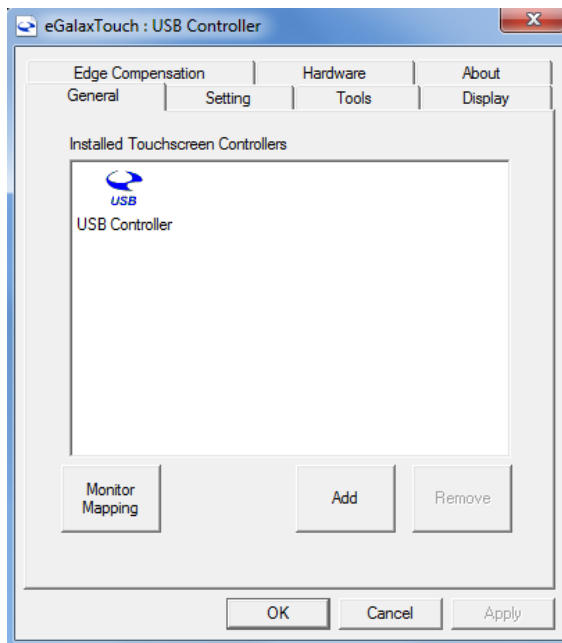 eGalaxTouch : USB Controller
Edge Compensation Hardware About
General Setting Tools Display
Installed Touchscreen Controllers
USB
USB Controller
Monitor
Mapping
Add
Remove
OK Cancel Apply